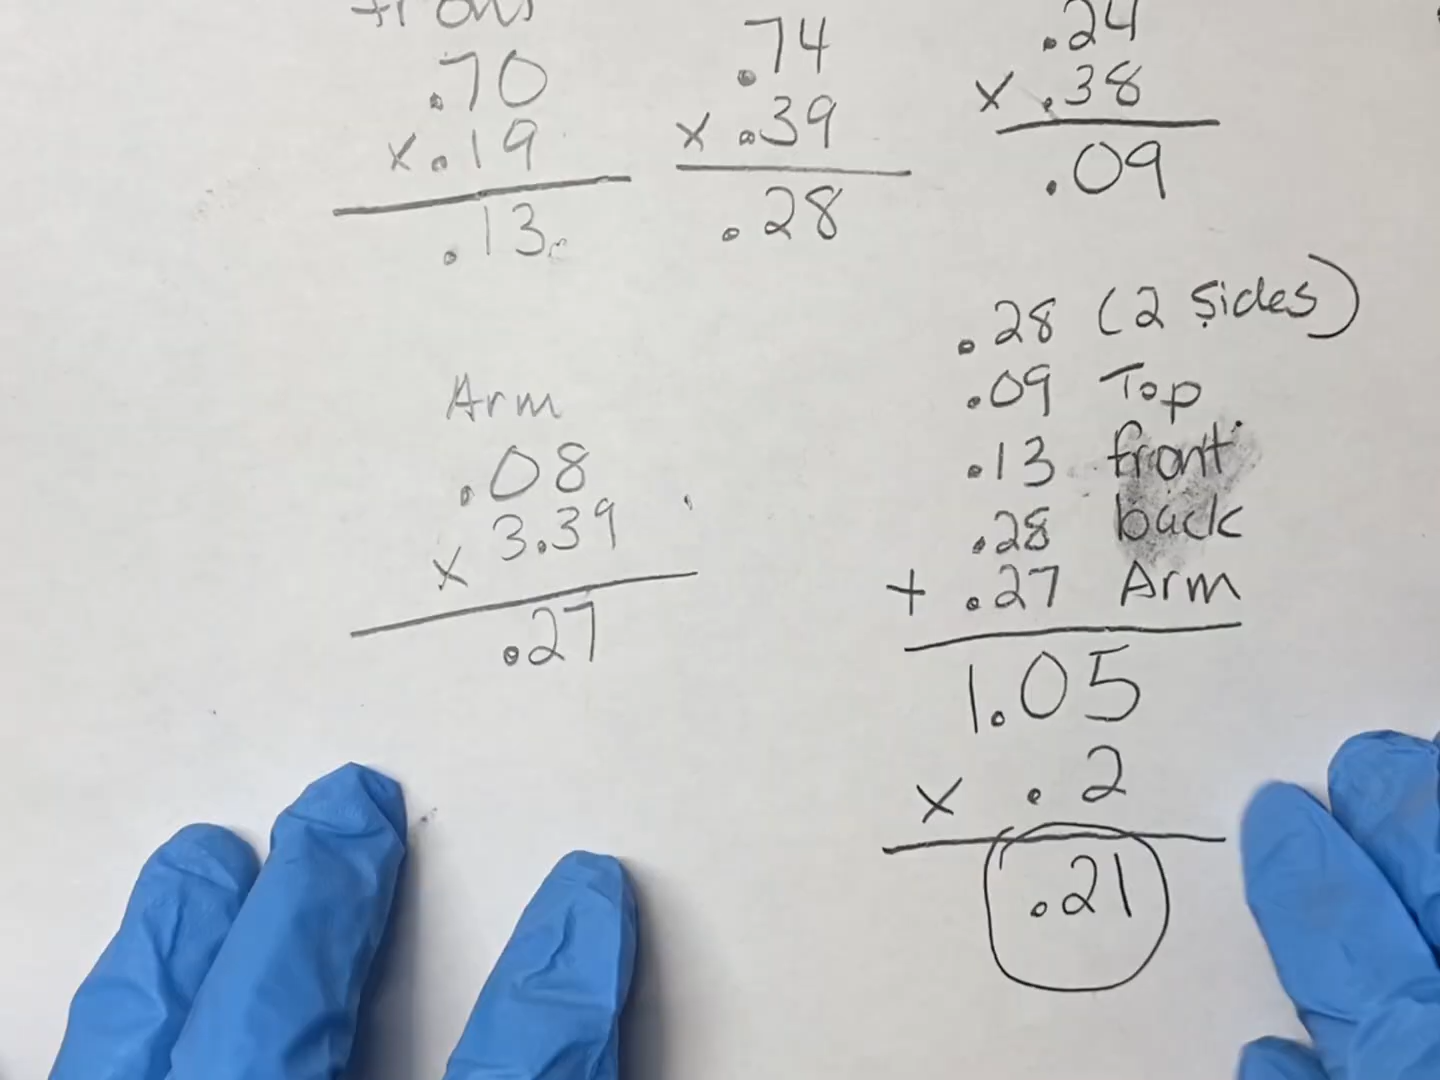 front
.70
x .19
.13
.74
x .39
.28
.24
x .38
.09
Arm
.08
x 3.39
.27
.28 (2 sides)
.09 Top
.13 front
.28 back
+ .27 Arm
1.05
x .2
.21